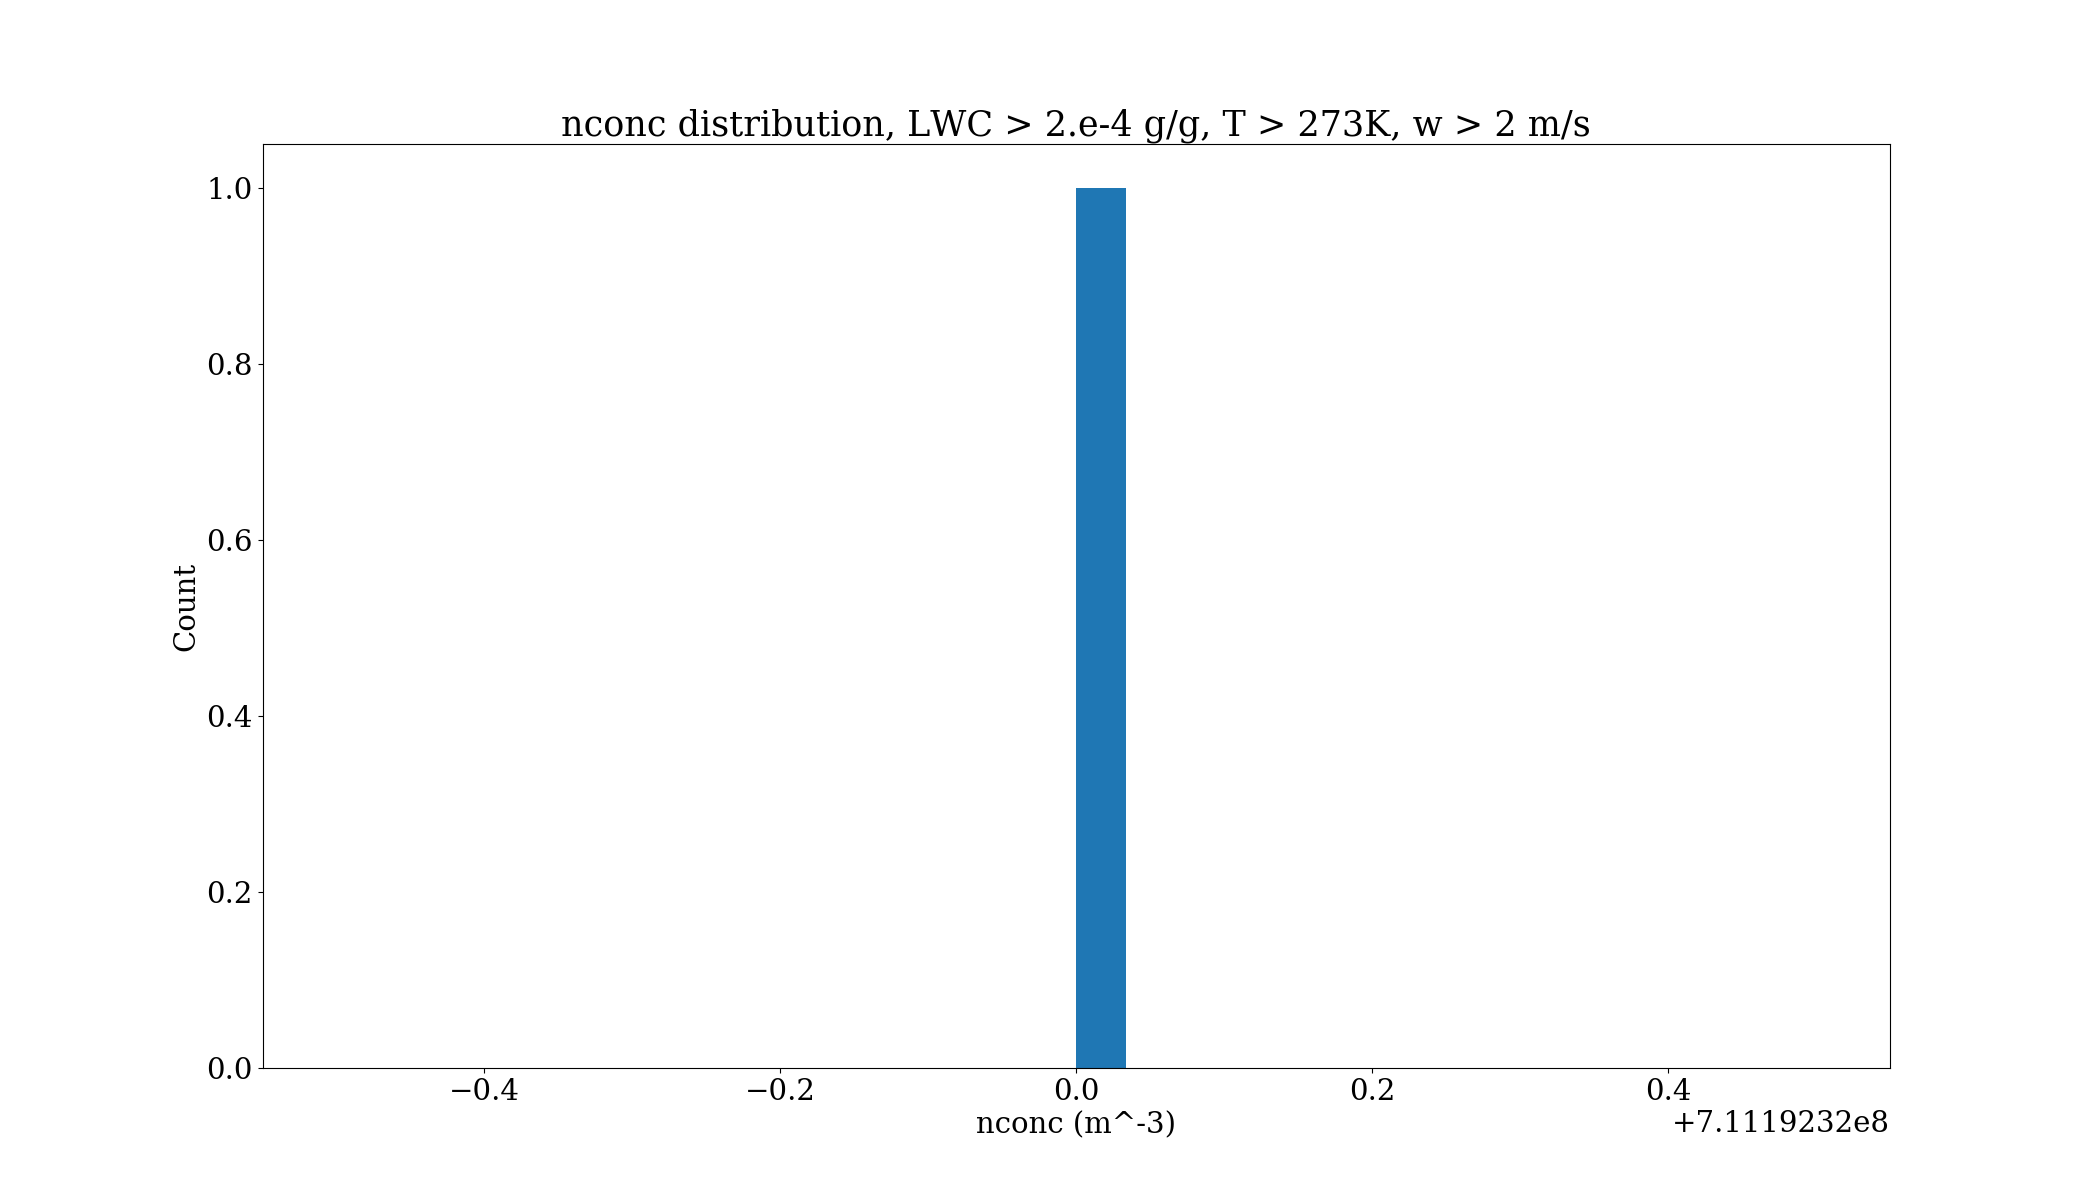 nconc distribution, LWC > 2.e-4 g/g, T > 273K, w > 2 m/s
1.0
0.8
0.6
0.4
0.2
0.0
Count
−0.4
−0.2
0.0
0.2
0.4
nconc (m^-3)
+7.1119232e8